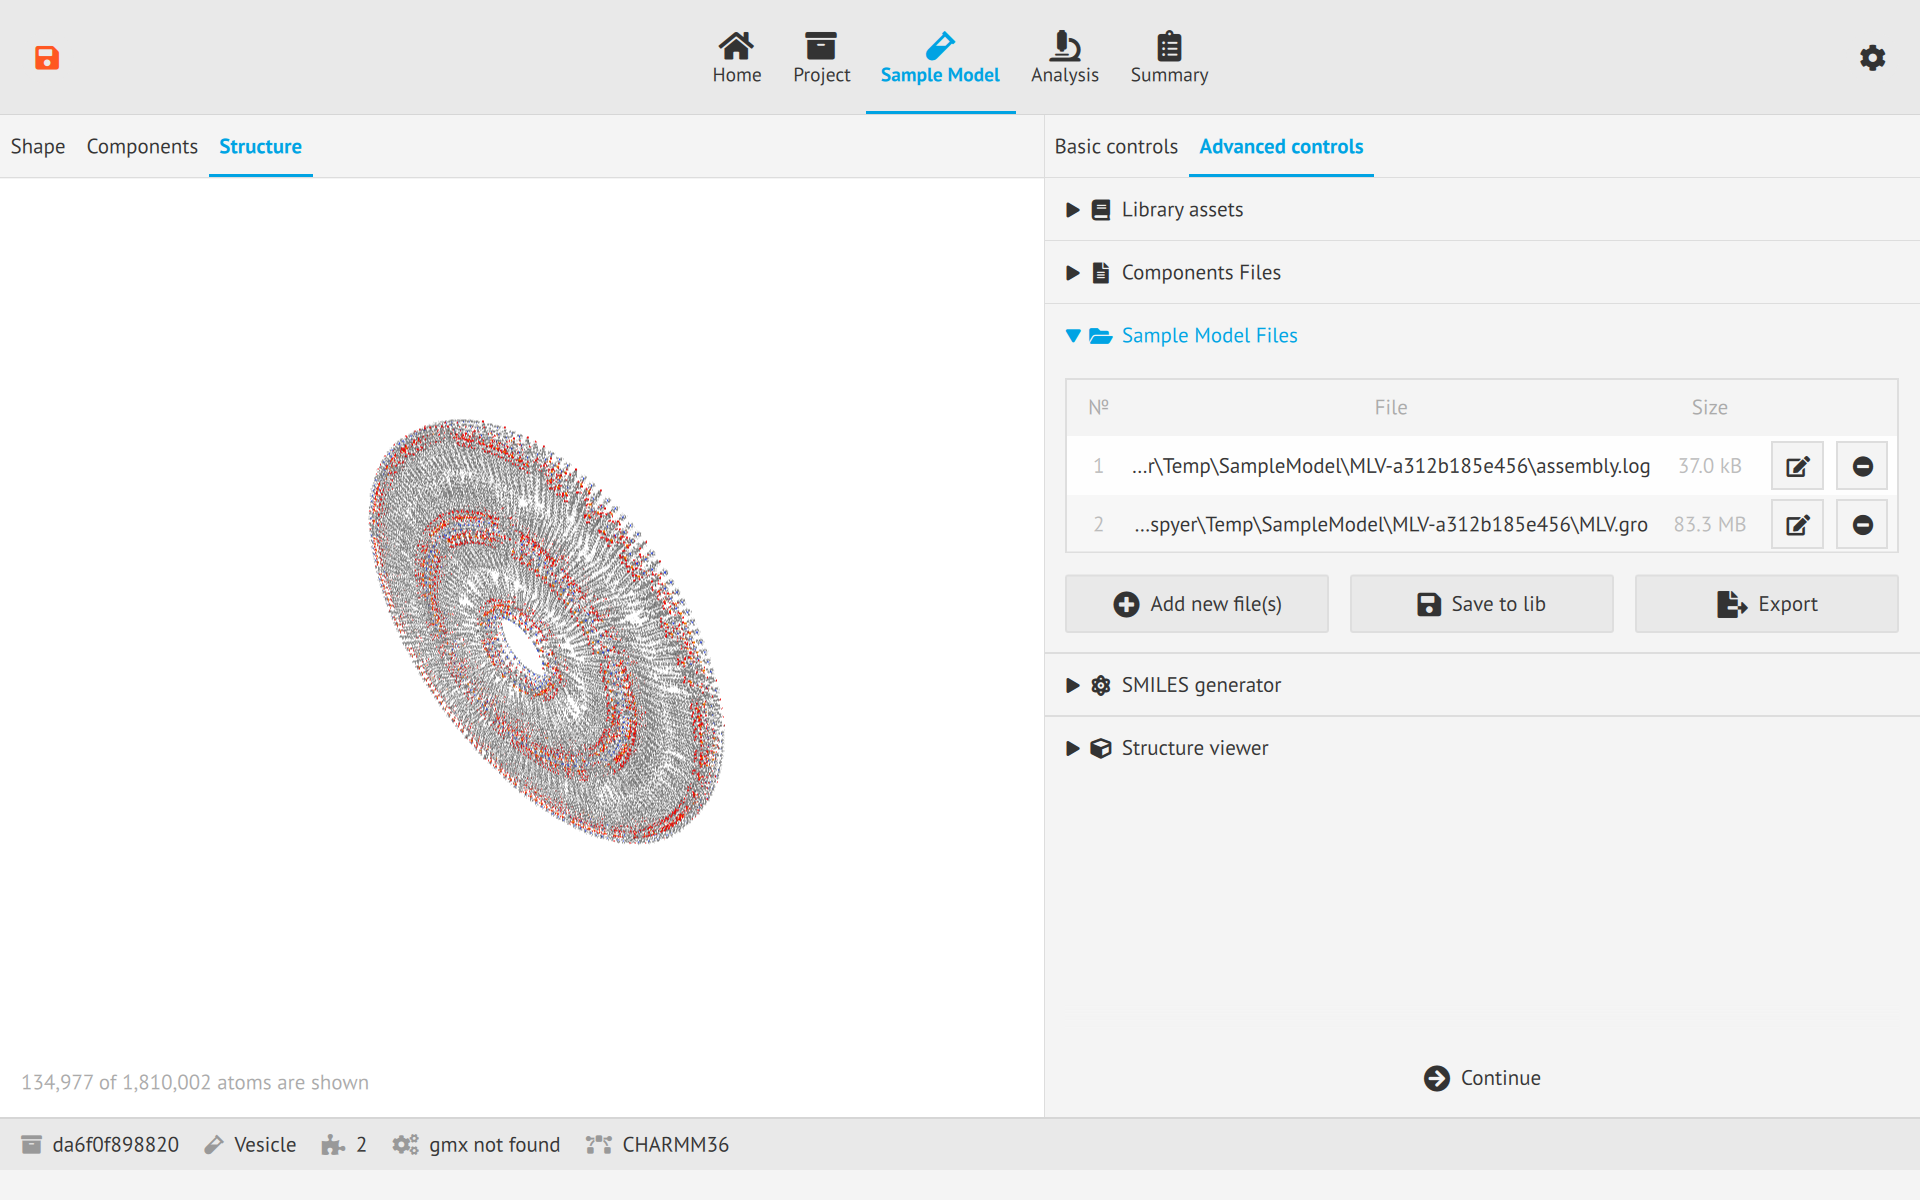 Home
Project
Sample Model
Analysis
Summary
Shape
Components
Structure
Basic controls
Advanced controls
Library assets
Components Files
Sample Model Files
№ File Size
1 ...r\Temp\SampleModel\MLV-a312b185e456\assembly.log 37.0 kB
2 ...spyer\Temp\SampleModel\MLV-a312b185e456\MLV.gro 83.3 MB
Add new file(s)
Save to lib
Export
SMILES generator
Structure viewer
134,977 of 1,810,002 atoms are shown
Continue
da6f0f898820
Vesicle
2
gmx not found
CHARMM36